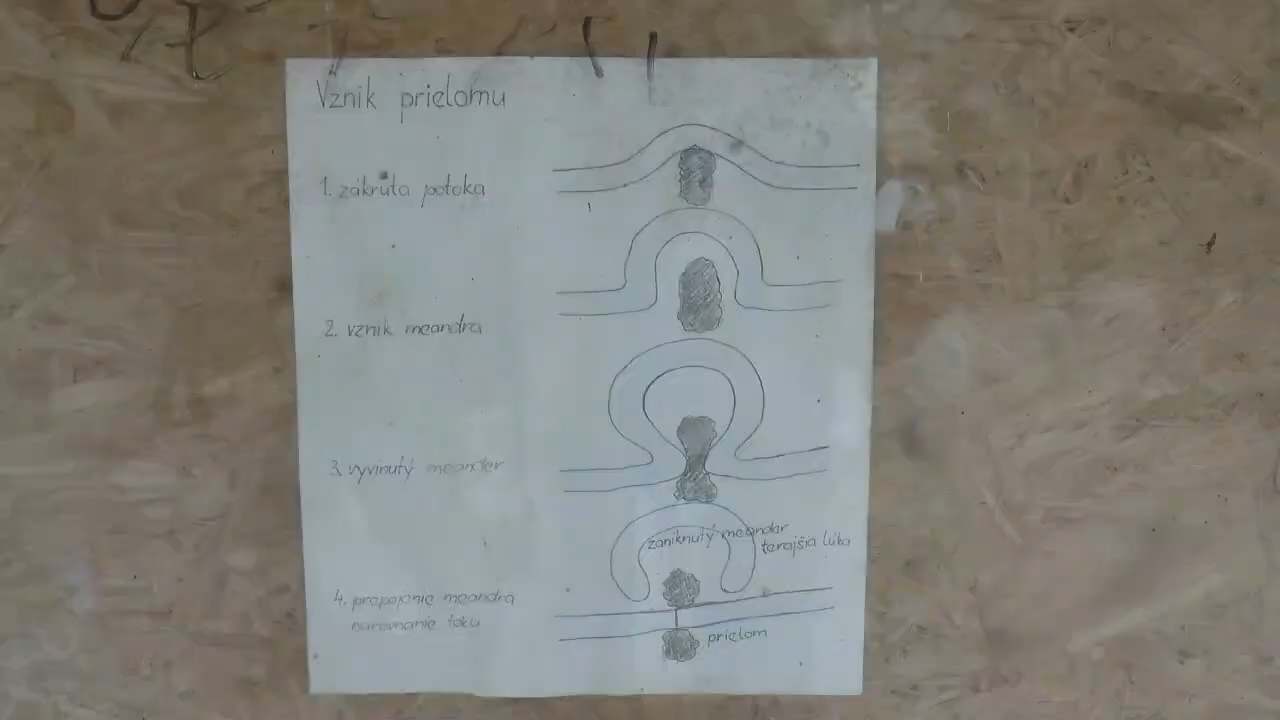 Vznik prielomu
1. zákruta potoka
2. vznik meandra
3. vyvinutý meander
zaniknutý meander
terajšia lúka
4. prepojenie meandra
narovnanie toku
prielom